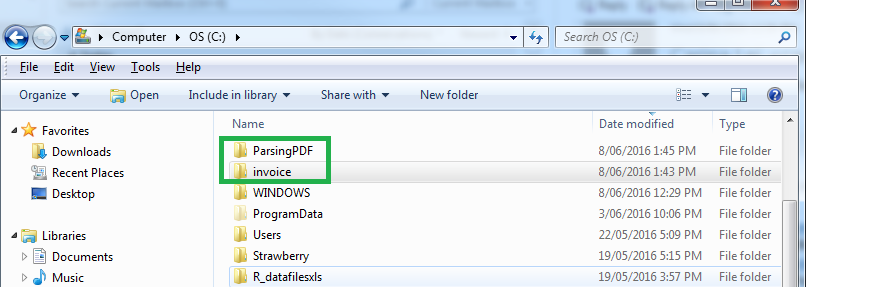 Computer OS (C:) Search OS (C:)
File Edit View Tools Help
Organize Open Include in library Share with New folder
Favorites
Downloads
Recent Places
Desktop
Libraries
Documents
Music
Name Date modified Type
ParsingPDF 8/06/2016 1:45 PM File folder
invoice 8/06/2016 1:43 PM File folder
WINDOWS 8/06/2016 12:29 PM File folder
ProgramData 3/06/2016 10:06 PM File folder
Users 22/05/2016 5:09 PM File folder
Strawberry 19/05/2016 5:15 PM File folder
R_datafilesxls 19/05/2016 3:57 PM File folder